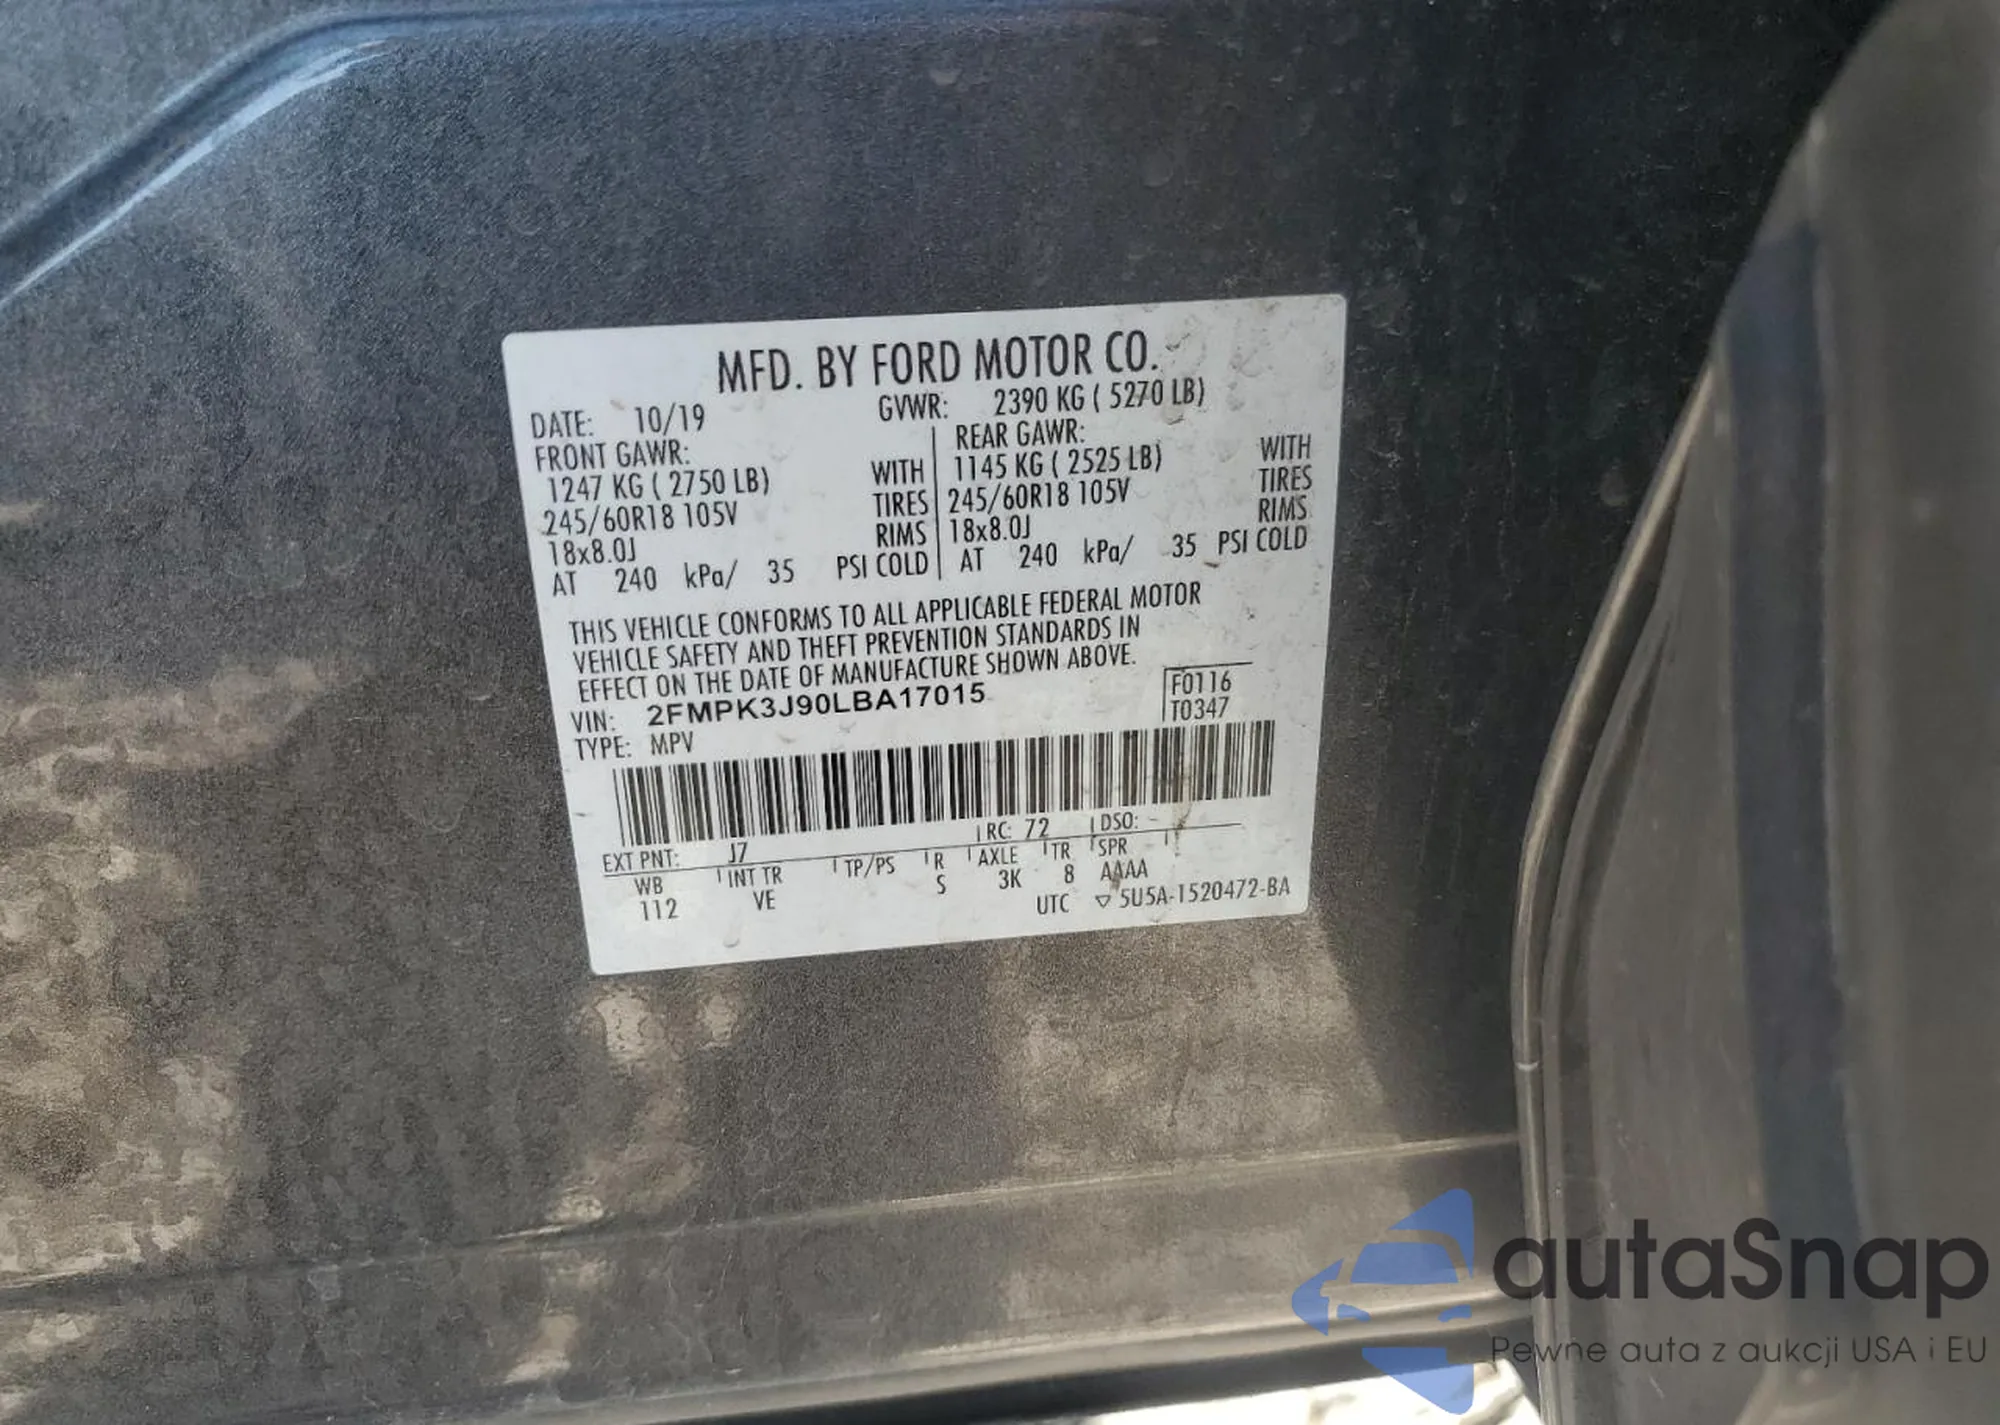 MFD. BY FORD MOTOR CO.
DATE: 10/19 GVWR: 2390 KG ( 5270 LB)
FRONT GAWR: REAR GAWR:
1247 KG ( 2750 LB) WITH 1145 KG ( 2525 LB) WITH
245/60R18 105V TIRES 245/60R18 105V TIRES
18x8.0J RIMS 18x8.0J RIMS
AT 240 kPa/ 35 PSI COLD AT 240 kPa/ 35 PSI COLD
THIS VEHICLE CONFORMS TO ALL APPLICABLE FEDERAL MOTOR
VEHICLE SAFETY AND THEFT PREVENTION STANDARDS IN
EFFECT ON THE DATE OF MANUFACTURE SHOWN ABOVE.
VIN: 2FMPK3J90LBA17015 F0116
TYPE: MPV T0347
EXT PNT: J7 RC: 72 DSO:
WB INT TR TP/PS R AXLE TR SPR
112 VE S 3K 8 AAAA
UTC ▽ 5U5A-1520472-BA
autaSnap
Pewne auta z aukcji USA i EU